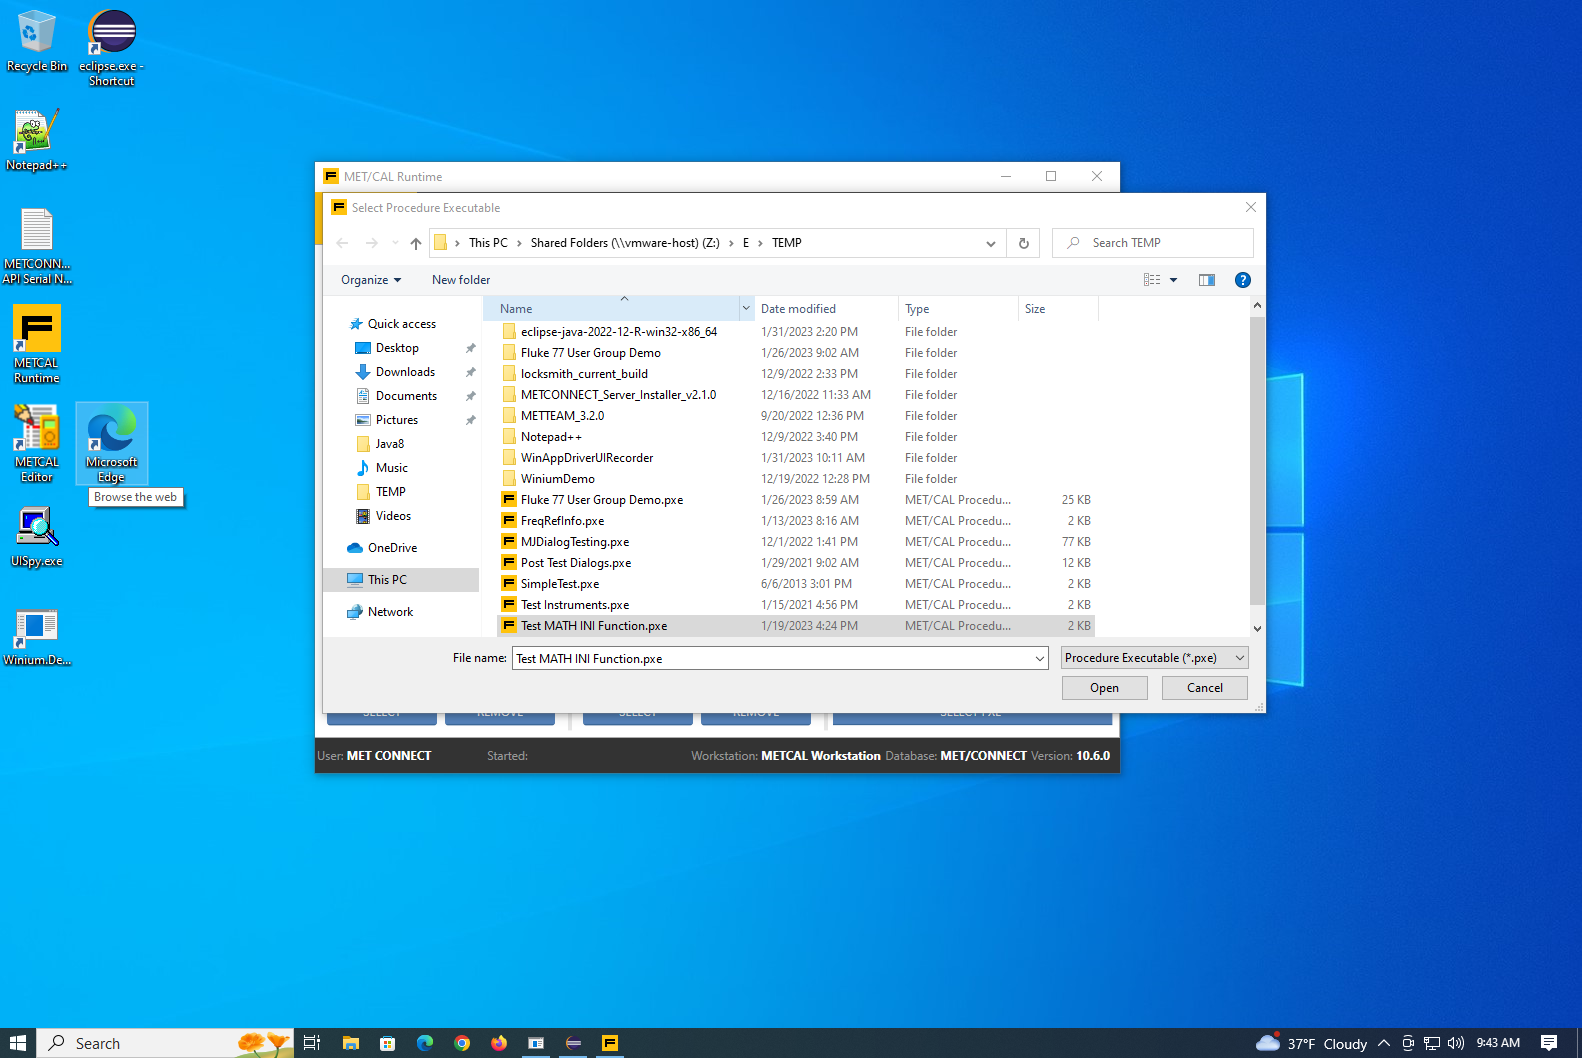 Recycle Bin
eclipse.exe - Shortcut
Notepad++
METCONN...
API Serial N...
METCAL Runtime
METCAL Editor
Microsoft Edge
Browse the web
UISpy.exe
Winium.De...
MET/CAL Runtime
Select Procedure Executable
This PC > Shared Folders (\\vmware-host) (Z:) > E > TEMP
Search TEMP
Organize
New folder
Name Date modified Type Size
Quick access
Desktop
Downloads
Documents
Pictures
Java8
Music
TEMP
Videos
OneDrive
This PC
Network
eclipse-java-2022-12-R-win32-x86_64 1/31/2023 2:20 PM File folder
Fluke 77 User Group Demo 1/26/2023 9:02 AM File folder
locksmith_current_build 12/9/2022 2:33 PM File folder
METCONNECT_Server_Installer_v2.1.0 12/16/2022 11:33 AM File folder
METTEAM_3.2.0 9/20/2022 12:36 PM File folder
Notepad++ 12/9/2022 3:40 PM File folder
WinAppDriverUIRecorder 1/31/2023 10:11 AM File folder
WiniumDemo 12/19/2022 12:28 PM File folder
Fluke 77 User Group Demo.pxe 1/26/2023 8:59 AM MET/CAL Procedu... 25 KB
FreqRefInfo.pxe 1/13/2023 8:16 AM MET/CAL Procedu... 2 KB
MJDialogTesting.pxe 12/1/2022 1:41 PM MET/CAL Procedu... 77 KB
Post Test Dialogs.pxe 1/29/2021 9:02 AM MET/CAL Procedu... 12 KB
SimpleTest.pxe 6/6/2013 3:01 PM MET/CAL Procedu... 2 KB
Test Instruments.pxe 1/15/2021 4:56 PM MET/CAL Procedu... 2 KB
Test MATH INI Function.pxe 1/19/2023 4:24 PM MET/CAL Procedu... 2 KB
File name: Test MATH INI Function.pxe
Procedure Executable (*.pxe)
Open
Cancel
SELECT REMOVE SELECT REMOVE SELECT PXE
User: MET CONNECT Started: Workstation: METCAL Workstation Database: MET/CONNECT Version: 10.6.0
Search
37°F Cloudy
9:43 AM